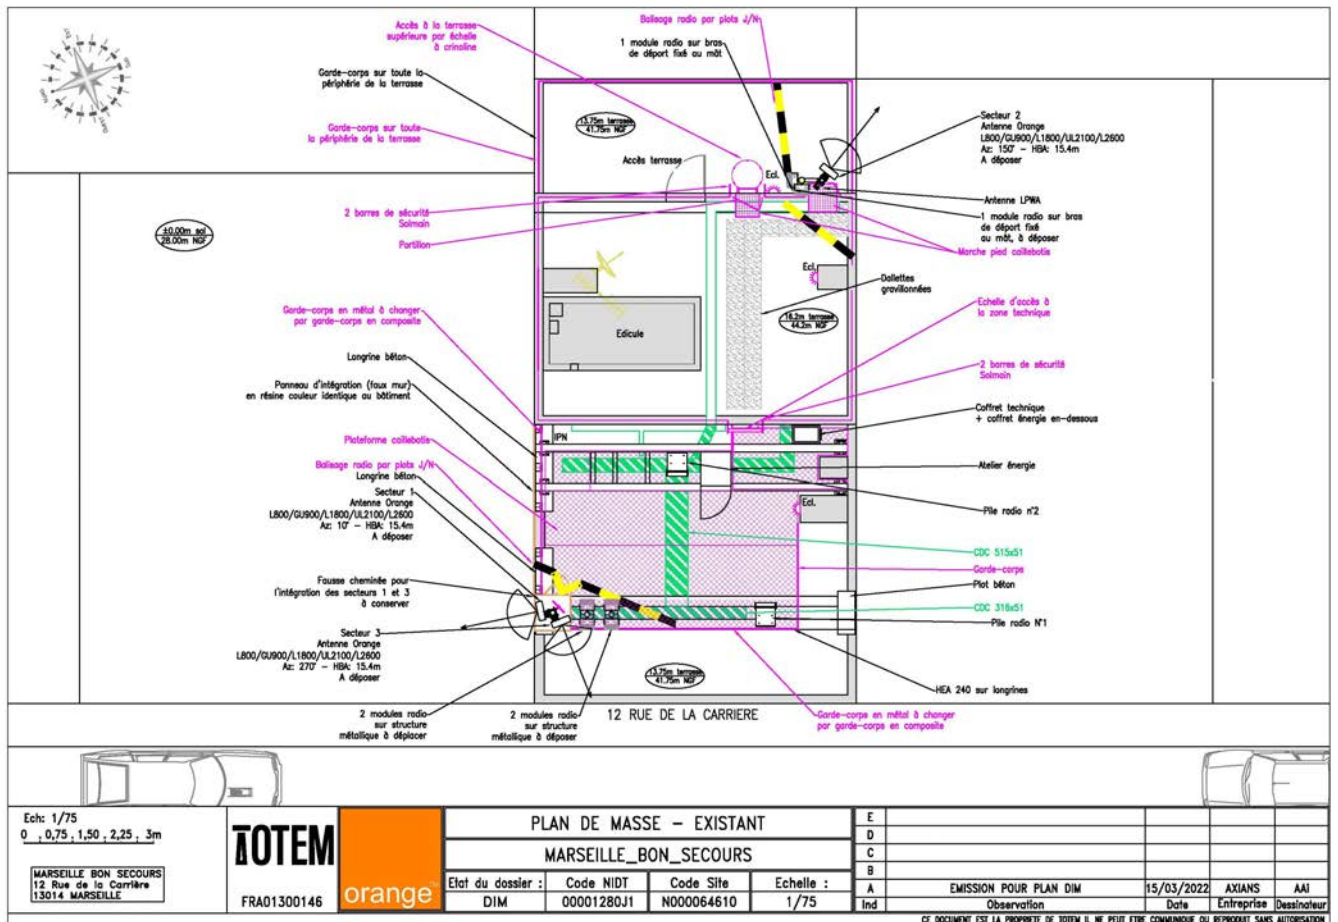 Accès à la terrasse
supérieure par échelle
à crinoline
Balisage radio par plots J/N
1 module radio sur bras
de déport fixé au mât
Garde-corps sur toute la
périphérie de la terrasse
Garde-corps sur toute
la périphérie de la terrasse
13.75m terrasse
41.75m NGF
Accès terrasse
Ecl.
Secteur 2
Antenne Orange
L800/GU900/L1800/UL2100/L2600
Az: 150° - HBA: 15.4m
A déposer
Antenne LPWA
1 module radio sur bras
de déport fixé
au mât, à déposer
Marche pied caillebotis
2 barres de sécurité
Solmain
Portillon
±0.00m sol
28.00m NGF
Ecl.
Dallettes
gravillonnées
Garde-corps en métal à changer
par garde-corps en composite
Edicule
16.2m terrasse
44.2m NGF
Echelle d'accès à
la zone technique
Longrine béton
2 barres de sécurité
Solmain
Panneau d'intégration (faux mur)
en résine couleur identique au bâtiment
Coffret technique
+ coffret énergie en-dessous
Plateforme caillebotis
IPN
Balisage radio par plots J/N
Longrine béton
Atelier énergie
Secteur 1
Antenne Orange
L800/GU900/L1800/UL2100/L2600
Az: 10° - HBA: 15.4m
A déposer
Ecl.
Pile radio n°2
CDC 515x51
Garde-corps
Plot béton
Fausse cheminée pour
l'intégration des secteurs 1 et 3
à conserver
CDC 316x51
Pile radio N°1
Secteur 3
Antenne Orange
L800/GU900/L1800/UL2100/L2600
Az: 270° - HBA: 15.4m
A déposer
13.75m terrasse
41.75m NGF
HEA 240 sur longrines
2 modules radio
sur structure
métallique à déplacer
2 modules radio
sur structure
métallique à déposer
12 RUE DE LA CARRIERE
Garde-corps en métal à changer
par garde-corps en composite
Ech: 1/75
0 0,75 1,50 2,25 3m
MARSEILLE BON SECOURS
12 Rue de la Carrière
13014 MARSEILLE
TOTEM
FRA01300146
orange
PLAN DE MASSE - EXISTANT
MARSEILLE_BON_SECOURS
Etat du dossier : Code NIDT Code Site Echelle :
DIM 00001280J1 N000064610 1/75
E
D
C
B
A EMISSION POUR PLAN DIM 15/03/2022 AXIANS AAI
Ind Observation Date Entreprise Dessinateur
CE DOCUMENT EST LA PROPRIETE DE TOTEM IL NE PEUT ETRE COMMUNIQUE OU REPRODUIT SANS AUTORISATION